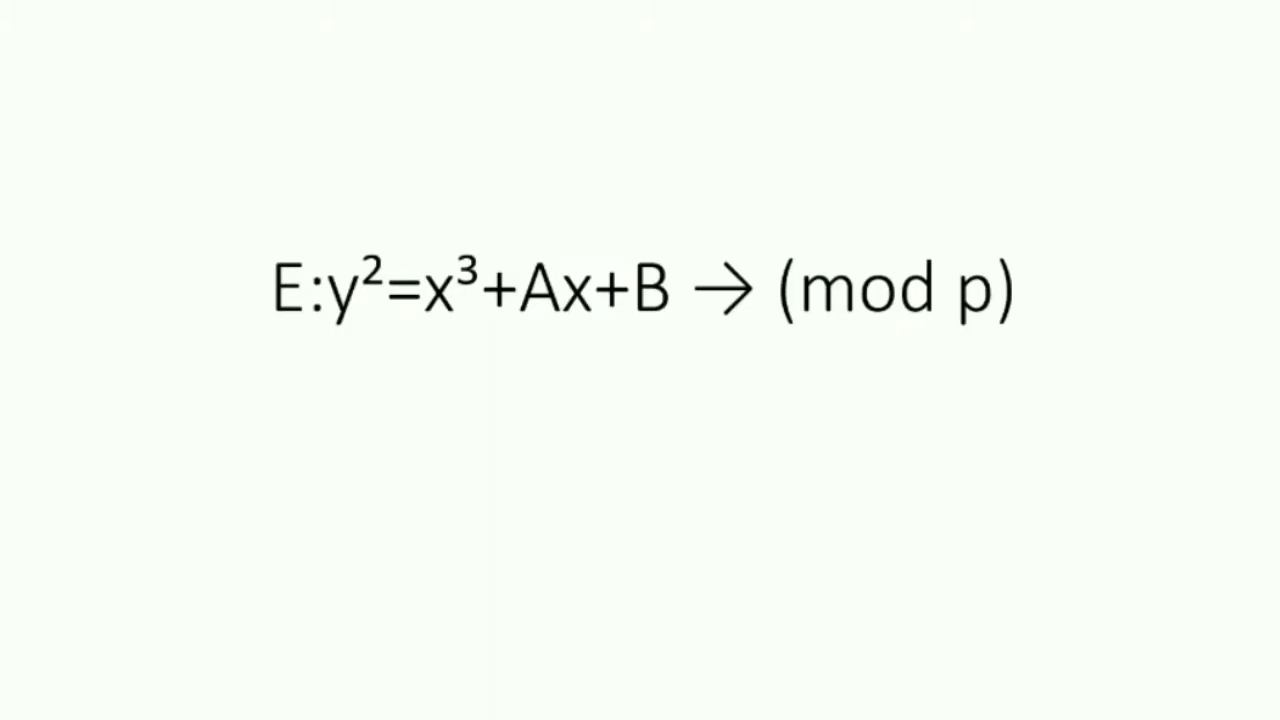 E:y²=x³+Ax+B → (mod p)